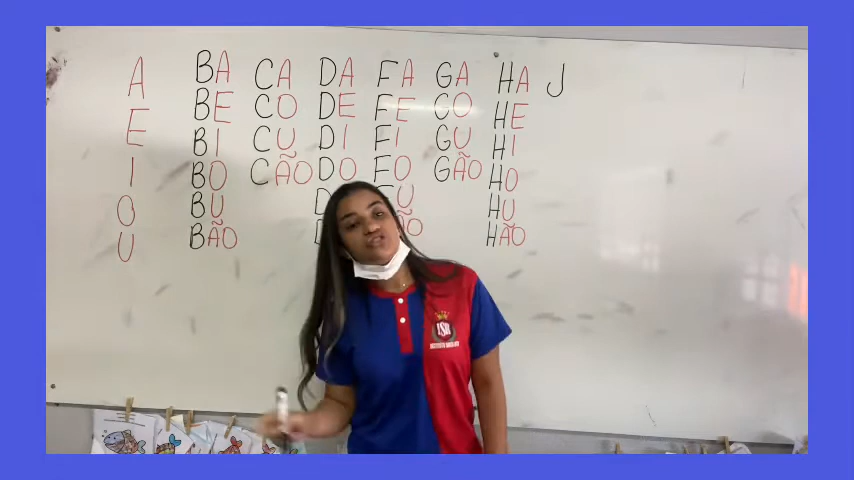 A BA CA DA FA GA HA J
E BE CO DE FE GO HE
I BI CU DI FI GU HI
O BO CÃO DO FO GÃO HO
U BU D U HU
BÃO ÃO HÃO